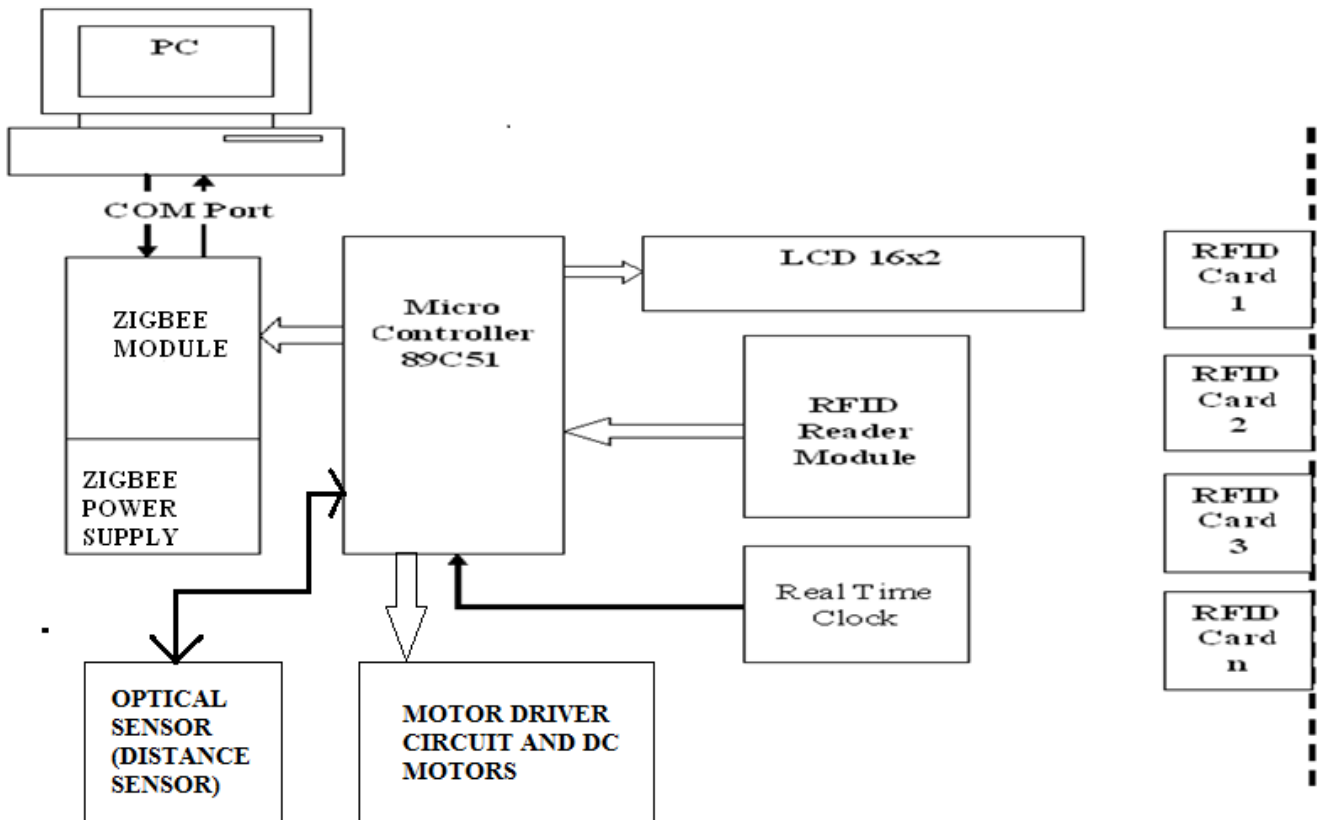 PC
COM Port
ZIGBEE
MODULE
ZIGBEE
POWER
SUPPLY
Micro
Controller
89C51
LCD 16x2
RFID
Reader
Module
Real Time
Clock
OPTICAL
SENSOR
(DISTANCE
SENSOR)
MOTOR DRIVER
CIRCUIT AND DC
MOTORS
RFID
Card
1
RFID
Card
2
RFID
Card
3
RFID
Card
n